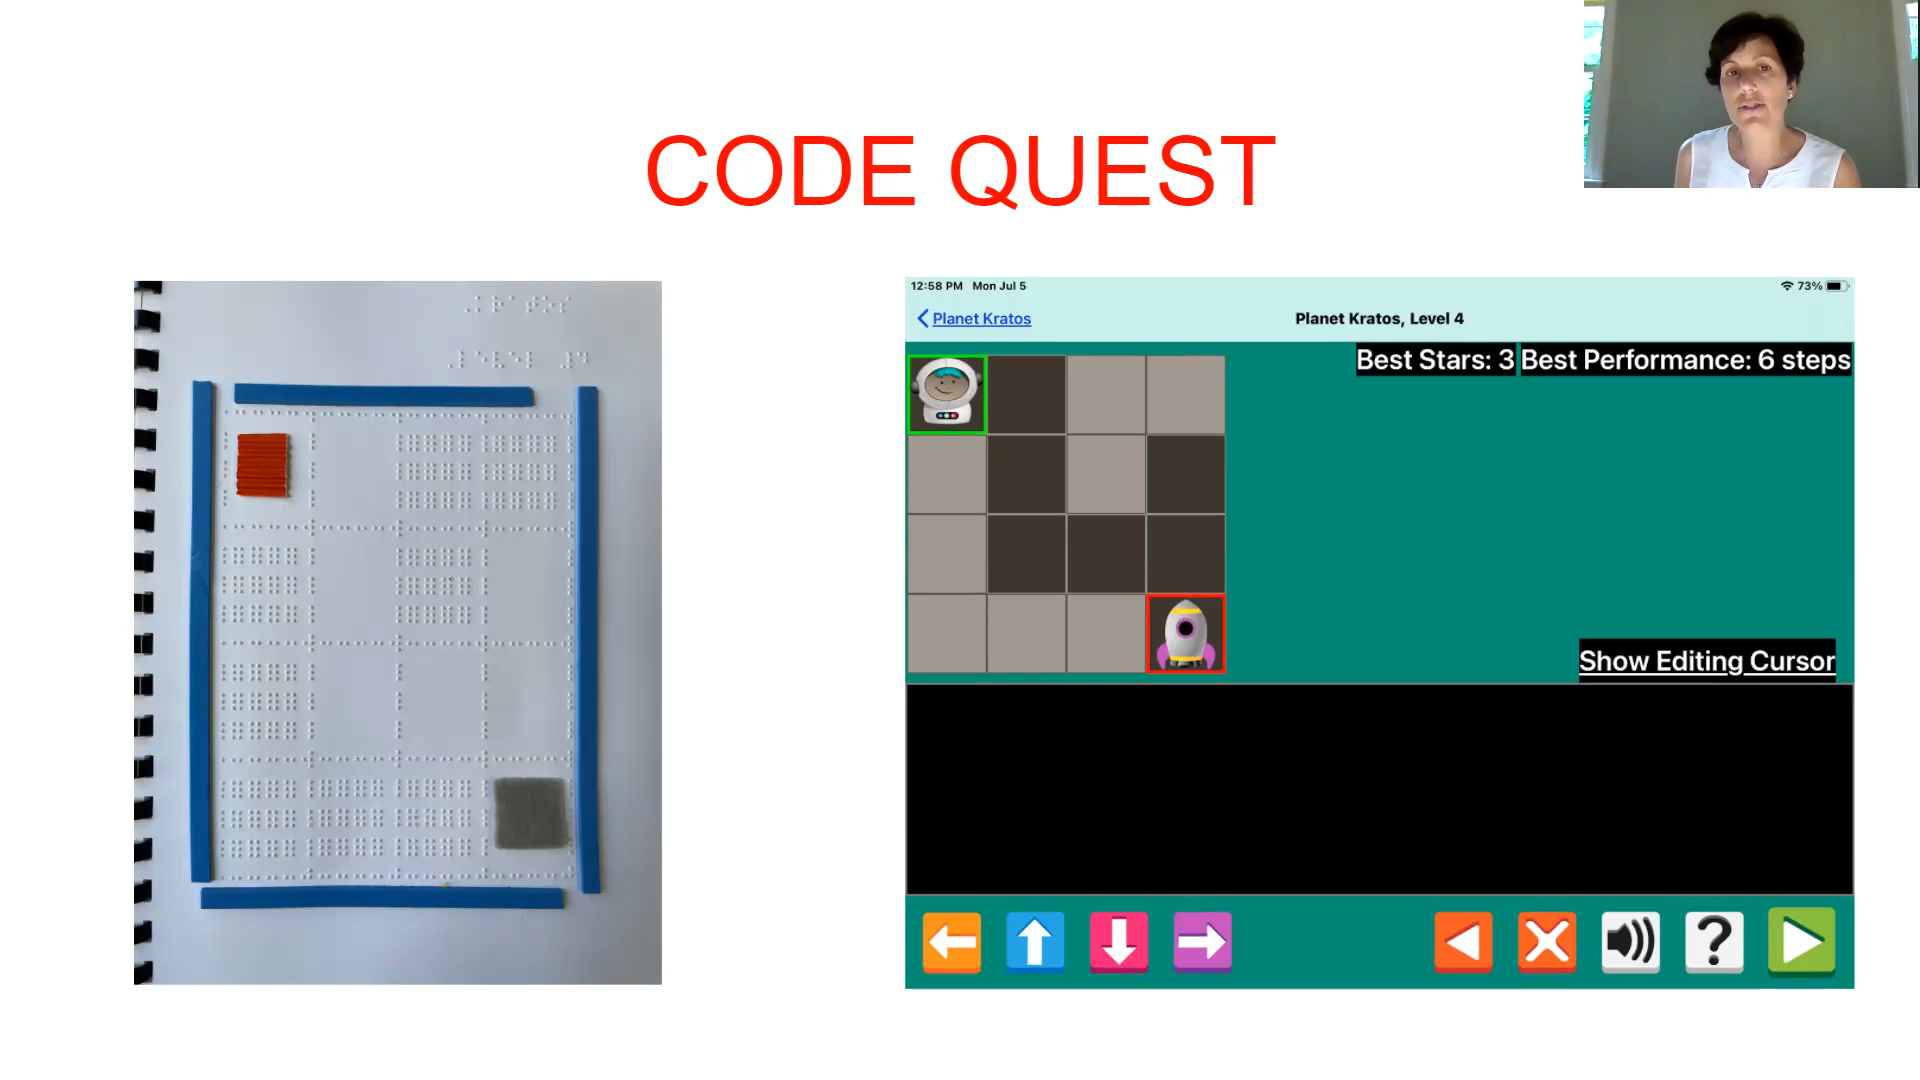 CODE QUEST
12:58 PM Mon Jul 5
73%
Planet Kratos
Planet Kratos, Level 4
Best Stars: 3 Best Performance: 6 steps
Show Editing Cursor
?